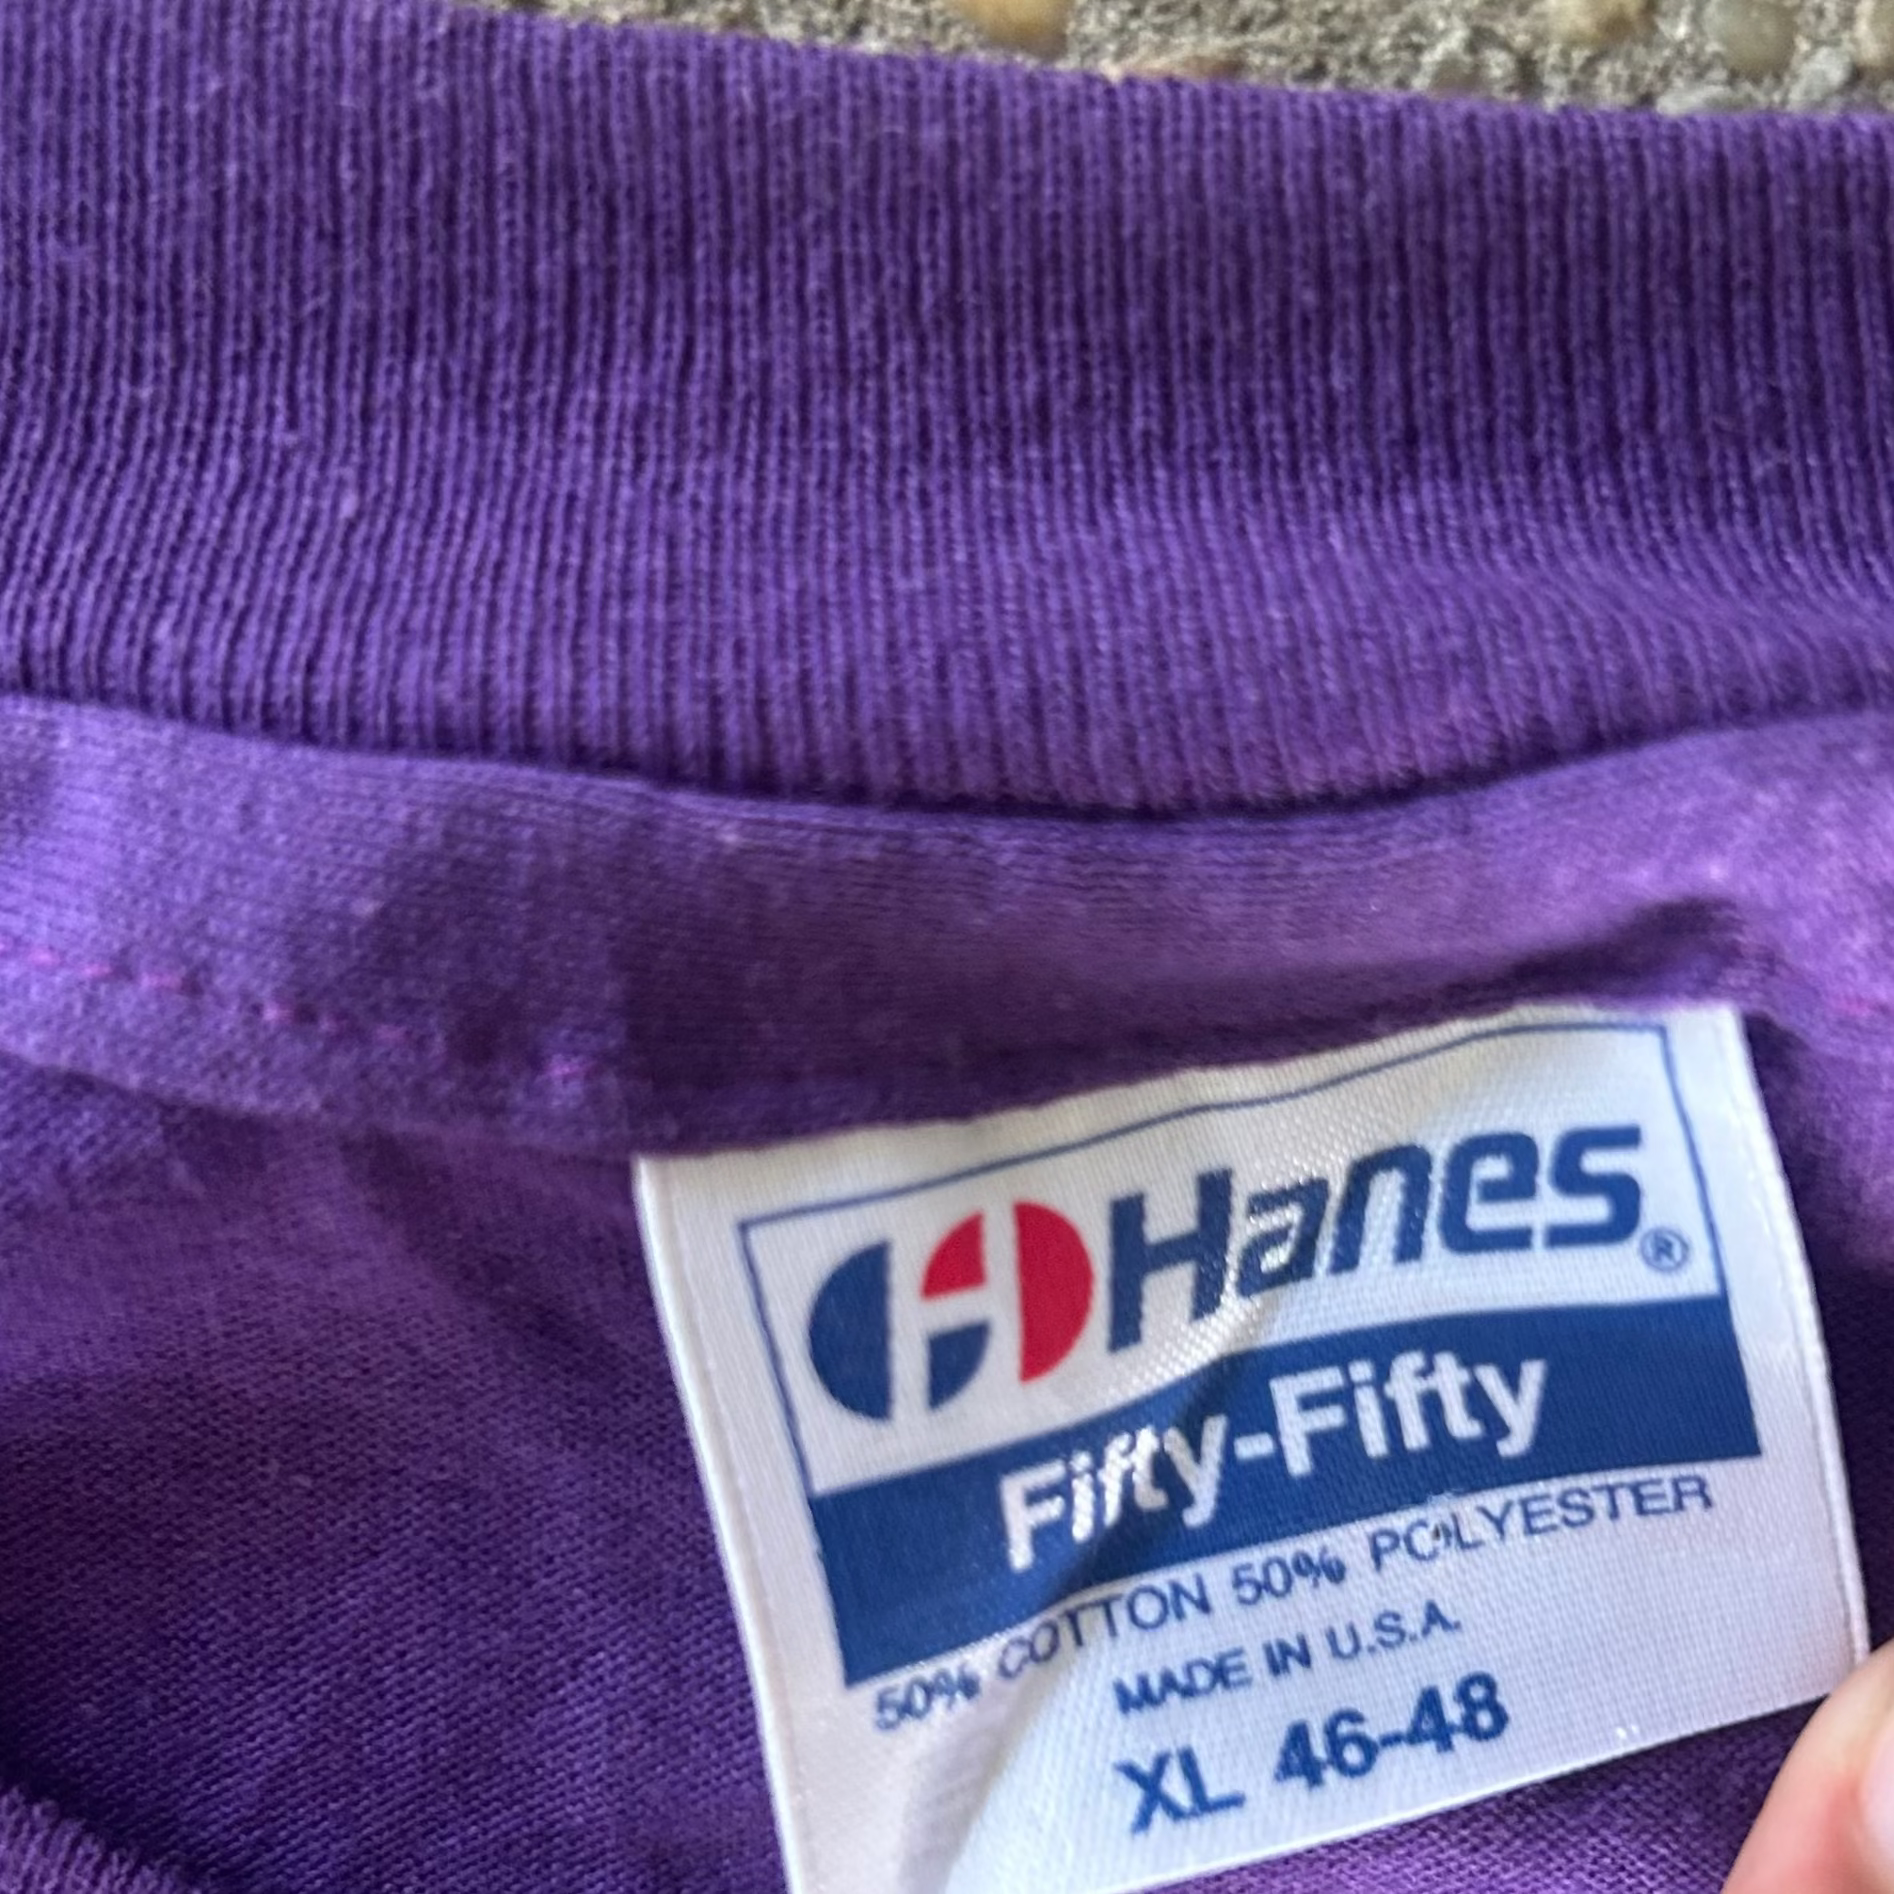 Hanes®
Fifty-Fifty
50% COTTON 50% POLYESTER
MADE IN U.S.A.
XL 46-48